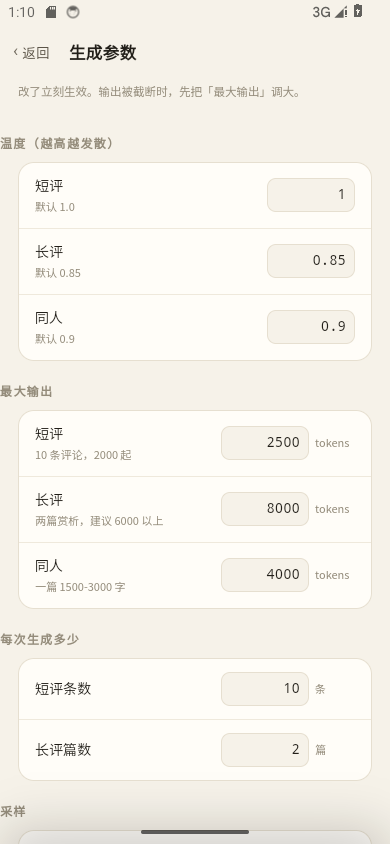 1:10
3G
‹ 返回 生成参数
改了立刻生效。输出被截断时，先把「最大输出」调大。
温度（越高越发散）
短评
默认 1.0
1
长评
默认 0.85
0.85
同人
默认 0.9
0.9
最大输出
短评
10 条评论，2000 起
2500 tokens
长评
两篇赏析，建议 6000 以上
8000 tokens
同人
一篇 1500-3000 字
4000 tokens
每次生成多少
短评条数 10 条
长评篇数 2 篇
采样